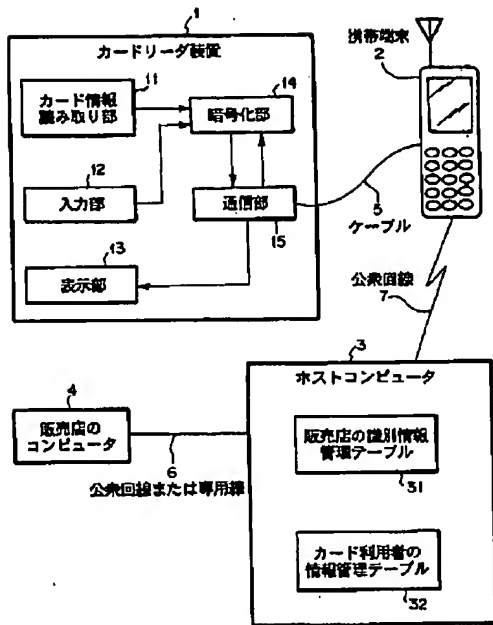 1
カードリーダ装置
11
カード情報
読み取り部
14
暗号化部
12
入力部
通信部
15
13
表示部
携帯端末
2
5
ケーブル
公衆回線
7
3
ホストコンピュータ
4
販売店の
コンピュータ
6
公衆回線または専用線
販売店の識別情報
管理テーブル
31
カード利用者の
情報管理テーブル
32